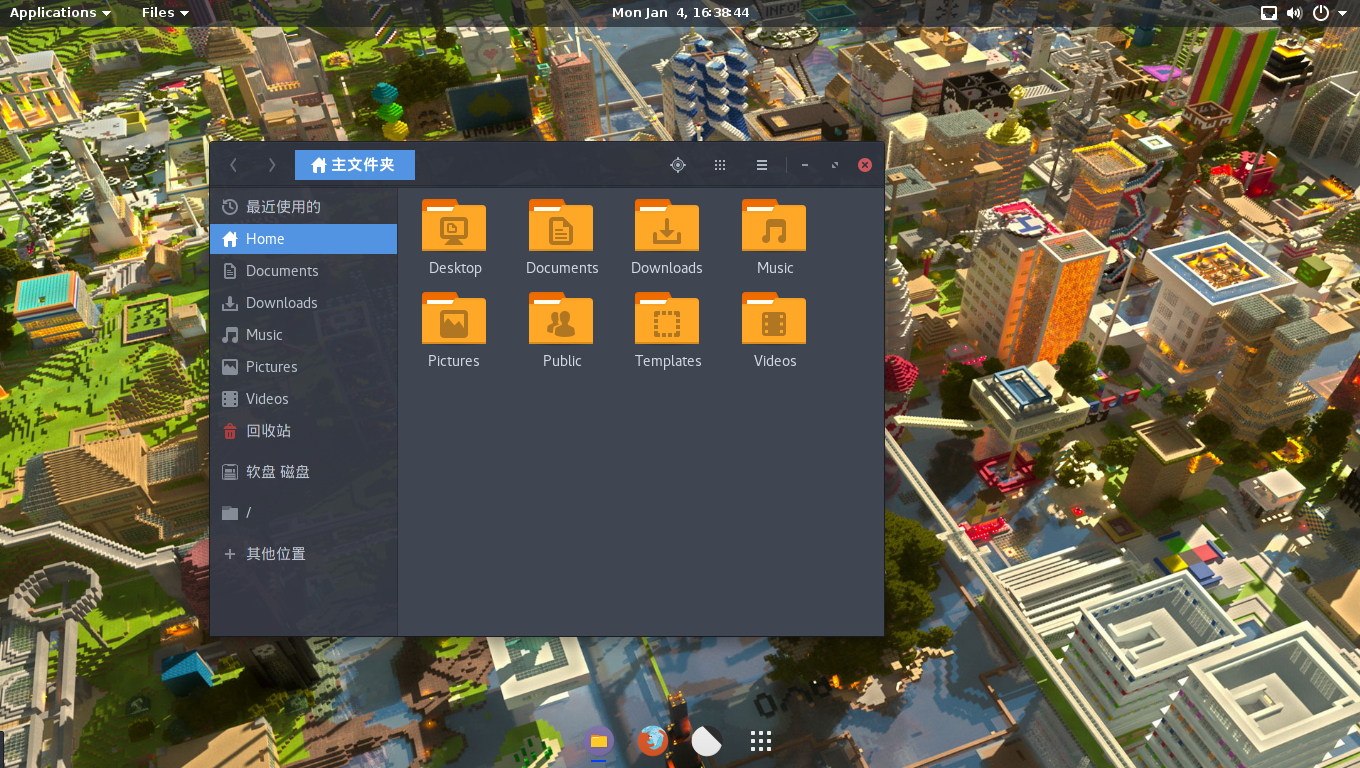 Applications
Files
Mon Jan 4, 16:38:44
INFO!
主文件夹
最近使用的
Home
Documents
Downloads
Music
Pictures
Videos
回收站
软盘 磁盘
/
其他位置
Desktop
Documents
Downloads
Music
Pictures
Public
Templates
Videos